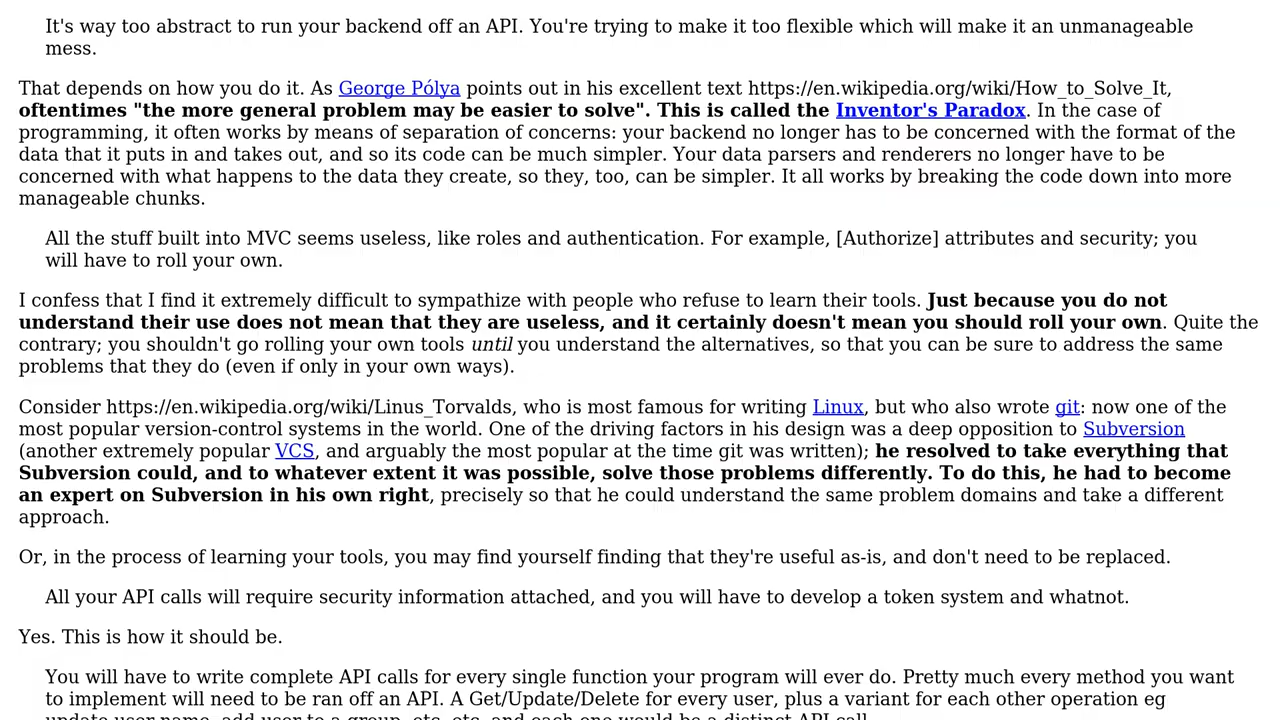 It's way too abstract to run your backend off an API. You're trying to make it too flexible which will make it an unmanageable
mess.
That depends on how you do it. As George Pólya points out in his excellent text https://en.wikipedia.org/wiki/How_to_Solve_It,
oftentimes "the more general problem may be easier to solve". This is called the Inventor's Paradox. In the case of
programming, it often works by means of separation of concerns: your backend no longer has to be concerned with the format of the
data that it puts in and takes out, and so its code can be much simpler. Your data parsers and renderers no longer have to be
concerned with what happens to the data they create, so they, too, can be simpler. It all works by breaking the code down into more
manageable chunks.
All the stuff built into MVC seems useless, like roles and authentication. For example, [Authorize] attributes and security; you
will have to roll your own.
I confess that I find it extremely difficult to sympathize with people who refuse to learn their tools. Just because you do not
understand their use does not mean that they are useless, and it certainly doesn't mean you should roll your own. Quite the
contrary; you shouldn't go rolling your own tools until you understand the alternatives, so that you can be sure to address the same
problems that they do (even if only in your own ways).
Consider https://en.wikipedia.org/wiki/Linus_Torvalds, who is most famous for writing Linux, but who also wrote git: now one of the
most popular version-control systems in the world. One of the driving factors in his design was a deep opposition to Subversion
(another extremely popular VCS, and arguably the most popular at the time git was written); he resolved to take everything that
Subversion could, and to whatever extent it was possible, solve those problems differently. To do this, he had to become
an expert on Subversion in his own right, precisely so that he could understand the same problem domains and take a different
approach.
Or, in the process of learning your tools, you may find yourself finding that they're useful as-is, and don't need to be replaced.
All your API calls will require security information attached, and you will have to develop a token system and whatnot.
Yes. This is how it should be.
You will have to write complete API calls for every single function your program will ever do. Pretty much every method you want
to implement will need to be ran off an API. A Get/Update/Delete for every user, plus a variant for each other operation eg
update user name, add user to a group, etc. etc. and each one would be a distinct API call.